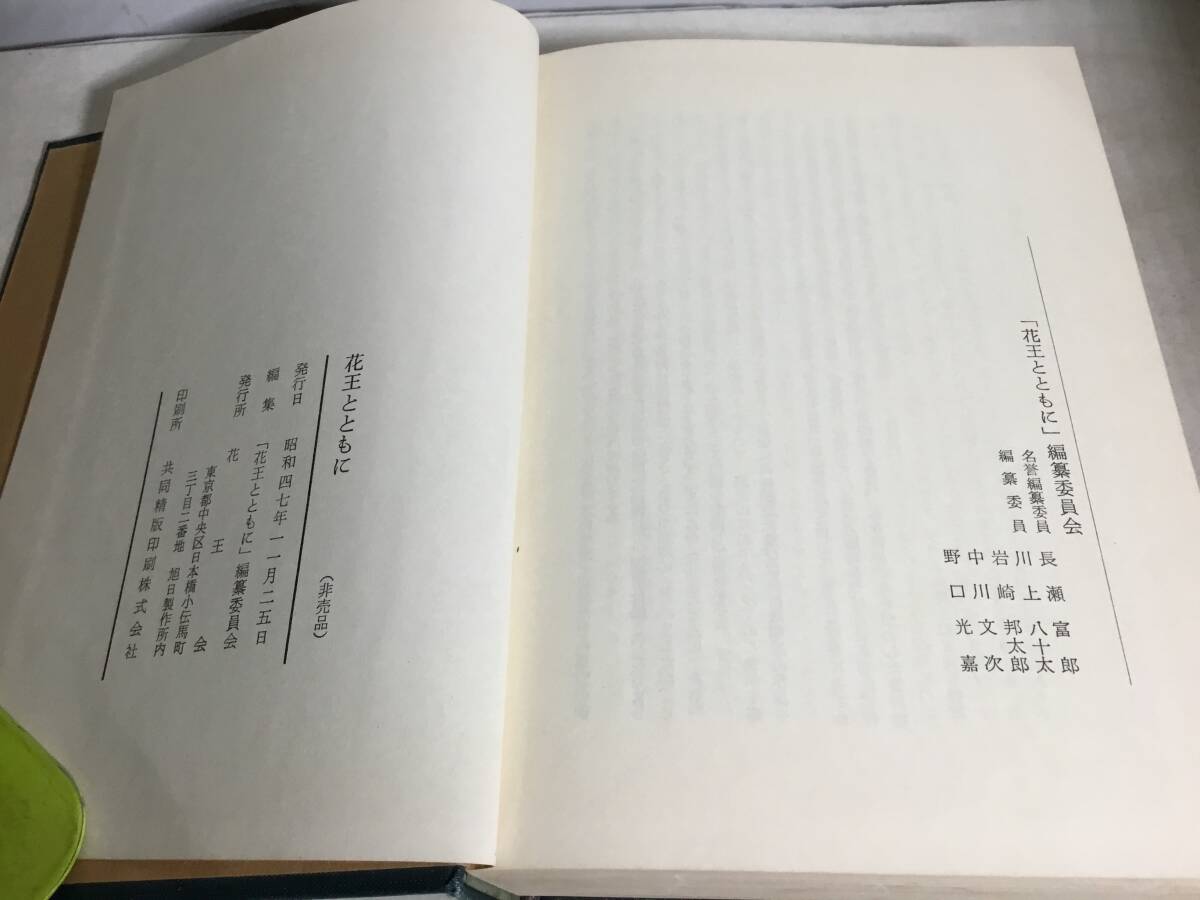 「花王とともに」編纂委員会
名誉編纂委員
長瀬富郎
編纂委員
川上八十太
岩崎邦太郎
中川文次
野口光嘉
花王とともに
(非売品)
発行日 昭和四七年一一月二五日
編集 「花王とともに」編纂委員会
発行所 花王会
東京都中央区日本橋小伝馬町
三丁目二番地 旭日製作所内
印刷所 共同精版印刷株式会社